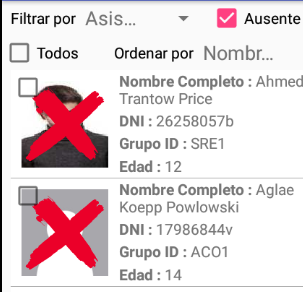 Filtrar por Asis... Ausente
Todos Ordenar por Nombr...
Nombre Completo : Ahmed
Trantow Price
DNI : 26258057b
Grupo ID : SRE1
Edad : 12
Nombre Completo : Aglae
Koepp Powlowski
DNI : 17986844v
Grupo ID : ACO1
Edad : 14